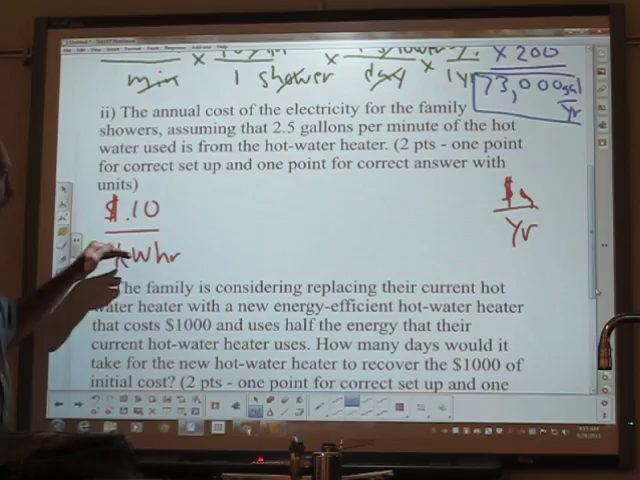 X 200
min × 1 shower × day × 1yr 73,000 gal
yr
ii) The annual cost of the electricity for the family
showers, assuming that 2.5 gallons per minute of the hot
water used is from the hot-water heater. (2 pts - one point
for correct set up and one point for correct answer with
units)
$.10
kWhr
$
Yr
The family is considering replacing their current hot
water heater with a new energy-efficient hot-water heater
that costs $1000 and uses half the energy that their
current hot-water heater uses. How many days would it
take for the new hot-water heater to recover the $1000 of
initial cost? (2 pts - one point for correct set up and one